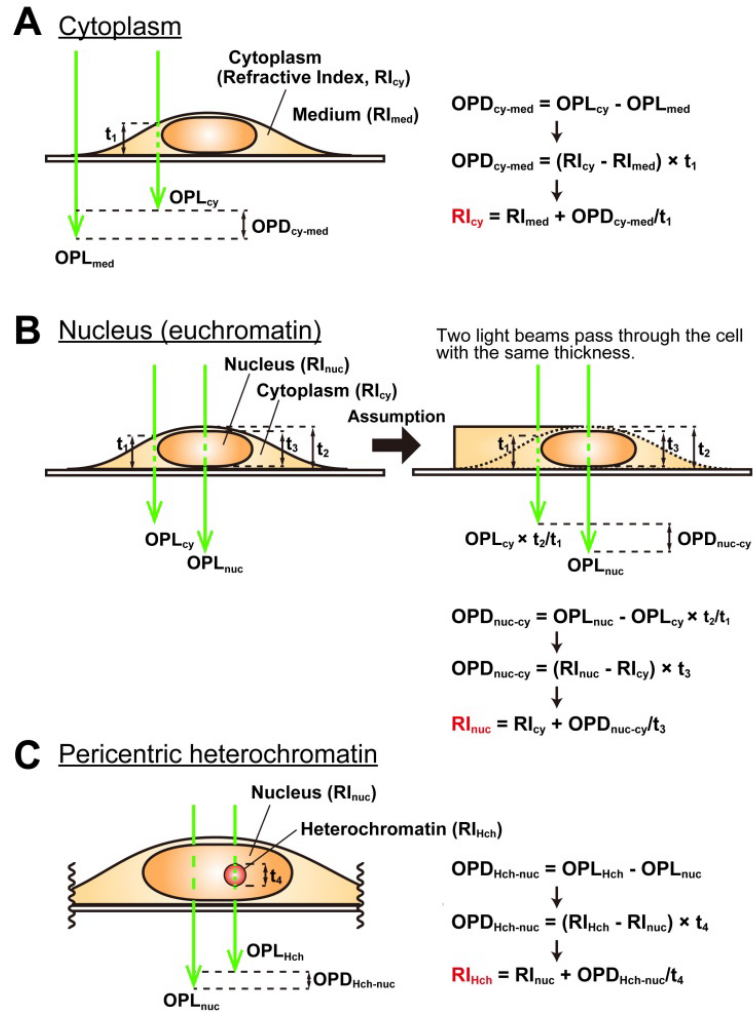 A Cytoplasm
Cytoplasm
(Refractive Index, RIcy)
Medium (RImed)
t1
OPLcy
OPDcy-med
OPLmed
OPDcy-med = OPLcy - OPLmed
OPDcy-med = (RIcy - RImed) × t1
RIcy = RImed + OPDcy-med/t1
B Nucleus (euchromatin)
Nucleus (RInuc)
Cytoplasm (RIcy)
t1
t3
t2
OPLcy
OPLnuc
Assumption
Two light beams pass through the cell
with the same thickness.
t1
t3
t2
OPLcy × t2/t1
OPDnuc-cy
OPLnuc
OPDnuc-cy = OPLnuc - OPLcy × t2/t1
OPDnuc-cy = (RInuc - RIcy) × t3
RInuc = RIcy + OPDnuc-cy/t3
C Pericentric heterochromatin
Nucleus (RInuc)
Heterochromatin (RIHch)
t4
OPLHch
OPDHch-nuc
OPLnuc
OPDHch-nuc = OPLHch - OPLnuc
OPDHch-nuc = (RIHch - RInuc) × t4
RIHch = RInuc + OPDHch-nuc/t4